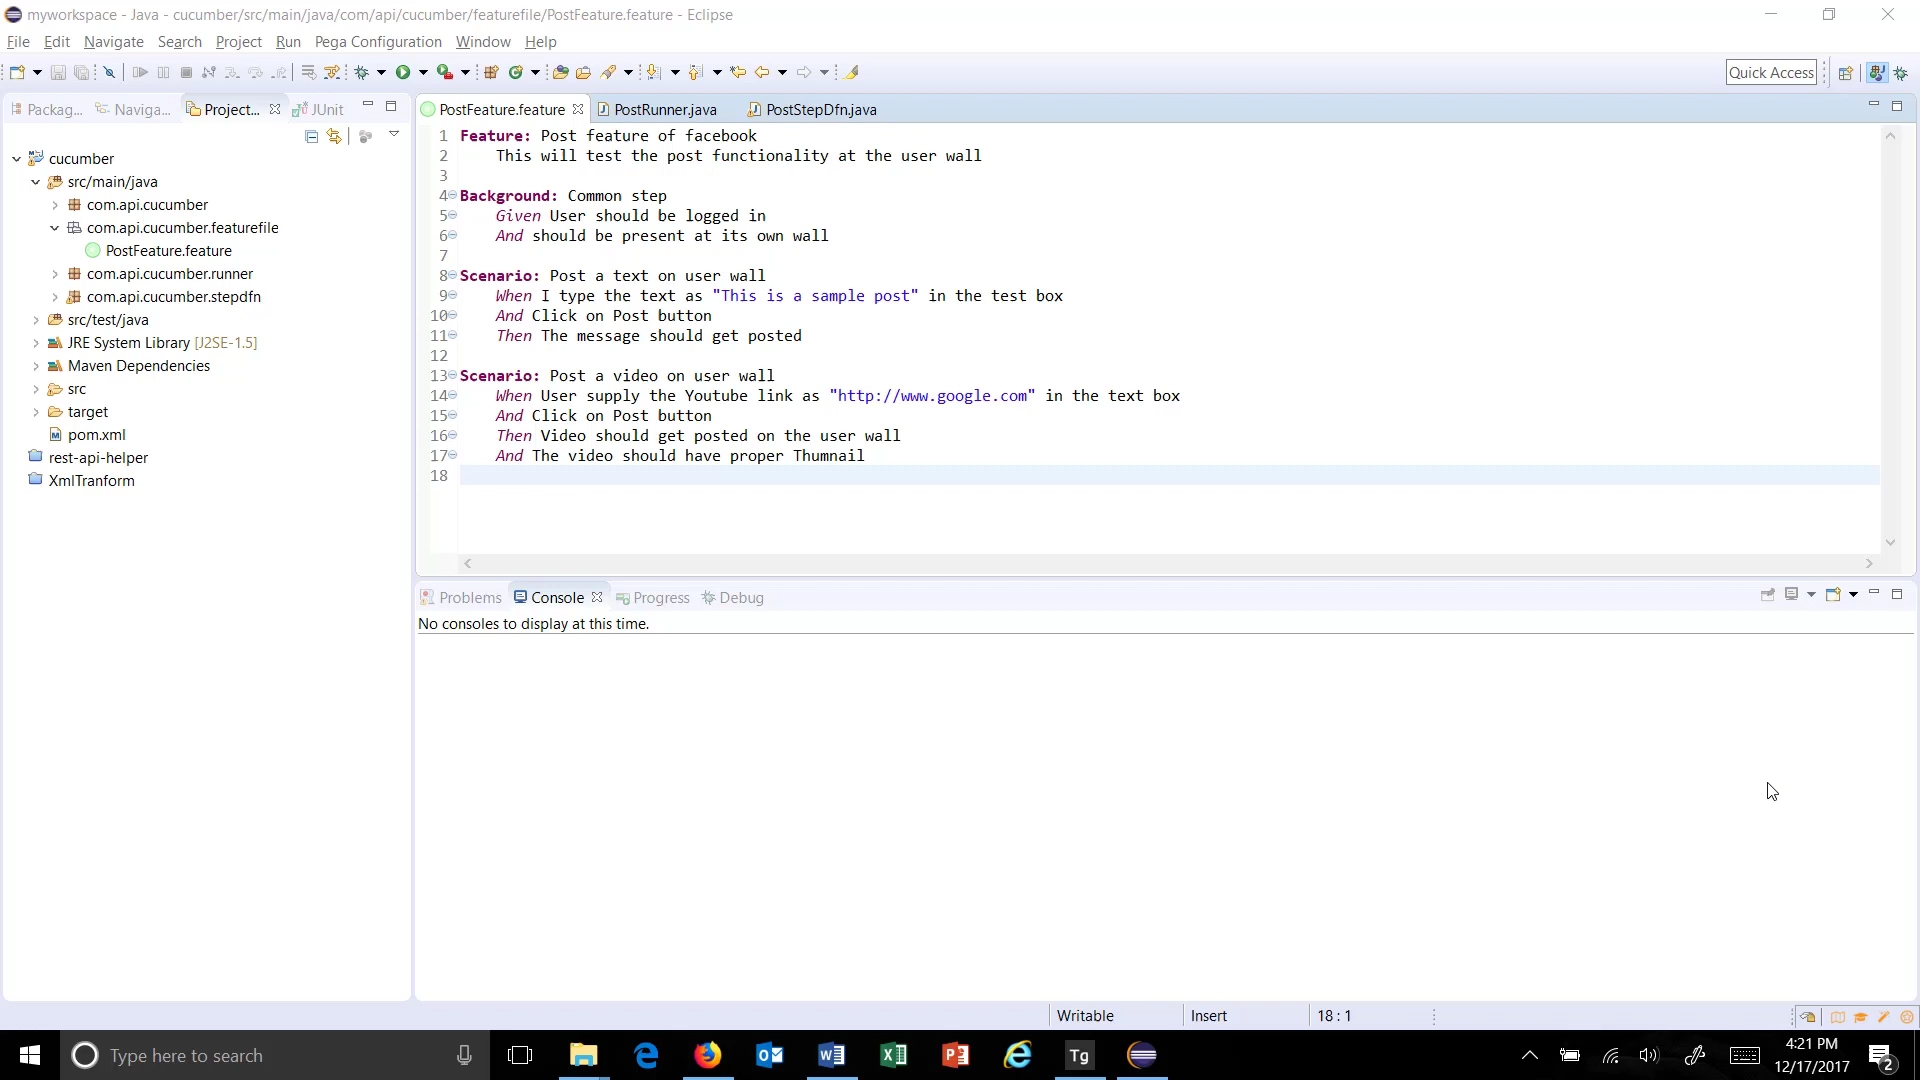 myworkspace - Java - cucumber/src/main/java/com/api/cucumber/featurefile/PostFeature.feature - Eclipse
File Edit Navigate Search Project Run Pega Configuration Window Help
Quick Access
Packag... Naviga... Project... JUnit
PostFeature.feature PostRunner.java PostStepDfn.java
cucumber
src/main/java
com.api.cucumber
com.api.cucumber.featurefile
PostFeature.feature
com.api.cucumber.runner
com.api.cucumber.stepdfn
src/test/java
JRE System Library [J2SE-1.5]
Maven Dependencies
src
target
pom.xml
rest-api-helper
XmlTranform
1 Feature: Post feature of facebook
2 This will test the post functionality at the user wall
3
4 Background: Common step
5 Given User should be logged in
6 And should be present at its own wall
7
8 Scenario: Post a text on user wall
9 When I type the text as "This is a sample post" in the test box
10 And Click on Post button
11 Then The message should get posted
12
13 Scenario: Post a video on user wall
14 When User supply the Youtube link as "http://www.google.com" in the text box
15 And Click on Post button
16 Then Video should get posted on the user wall
17 And The video should have proper Thumnail
18
Problems Console Progress Debug
No consoles to display at this time.
Writable Insert 18 : 1
Type here to search
Tg
4:21 PM
12/17/2017
2